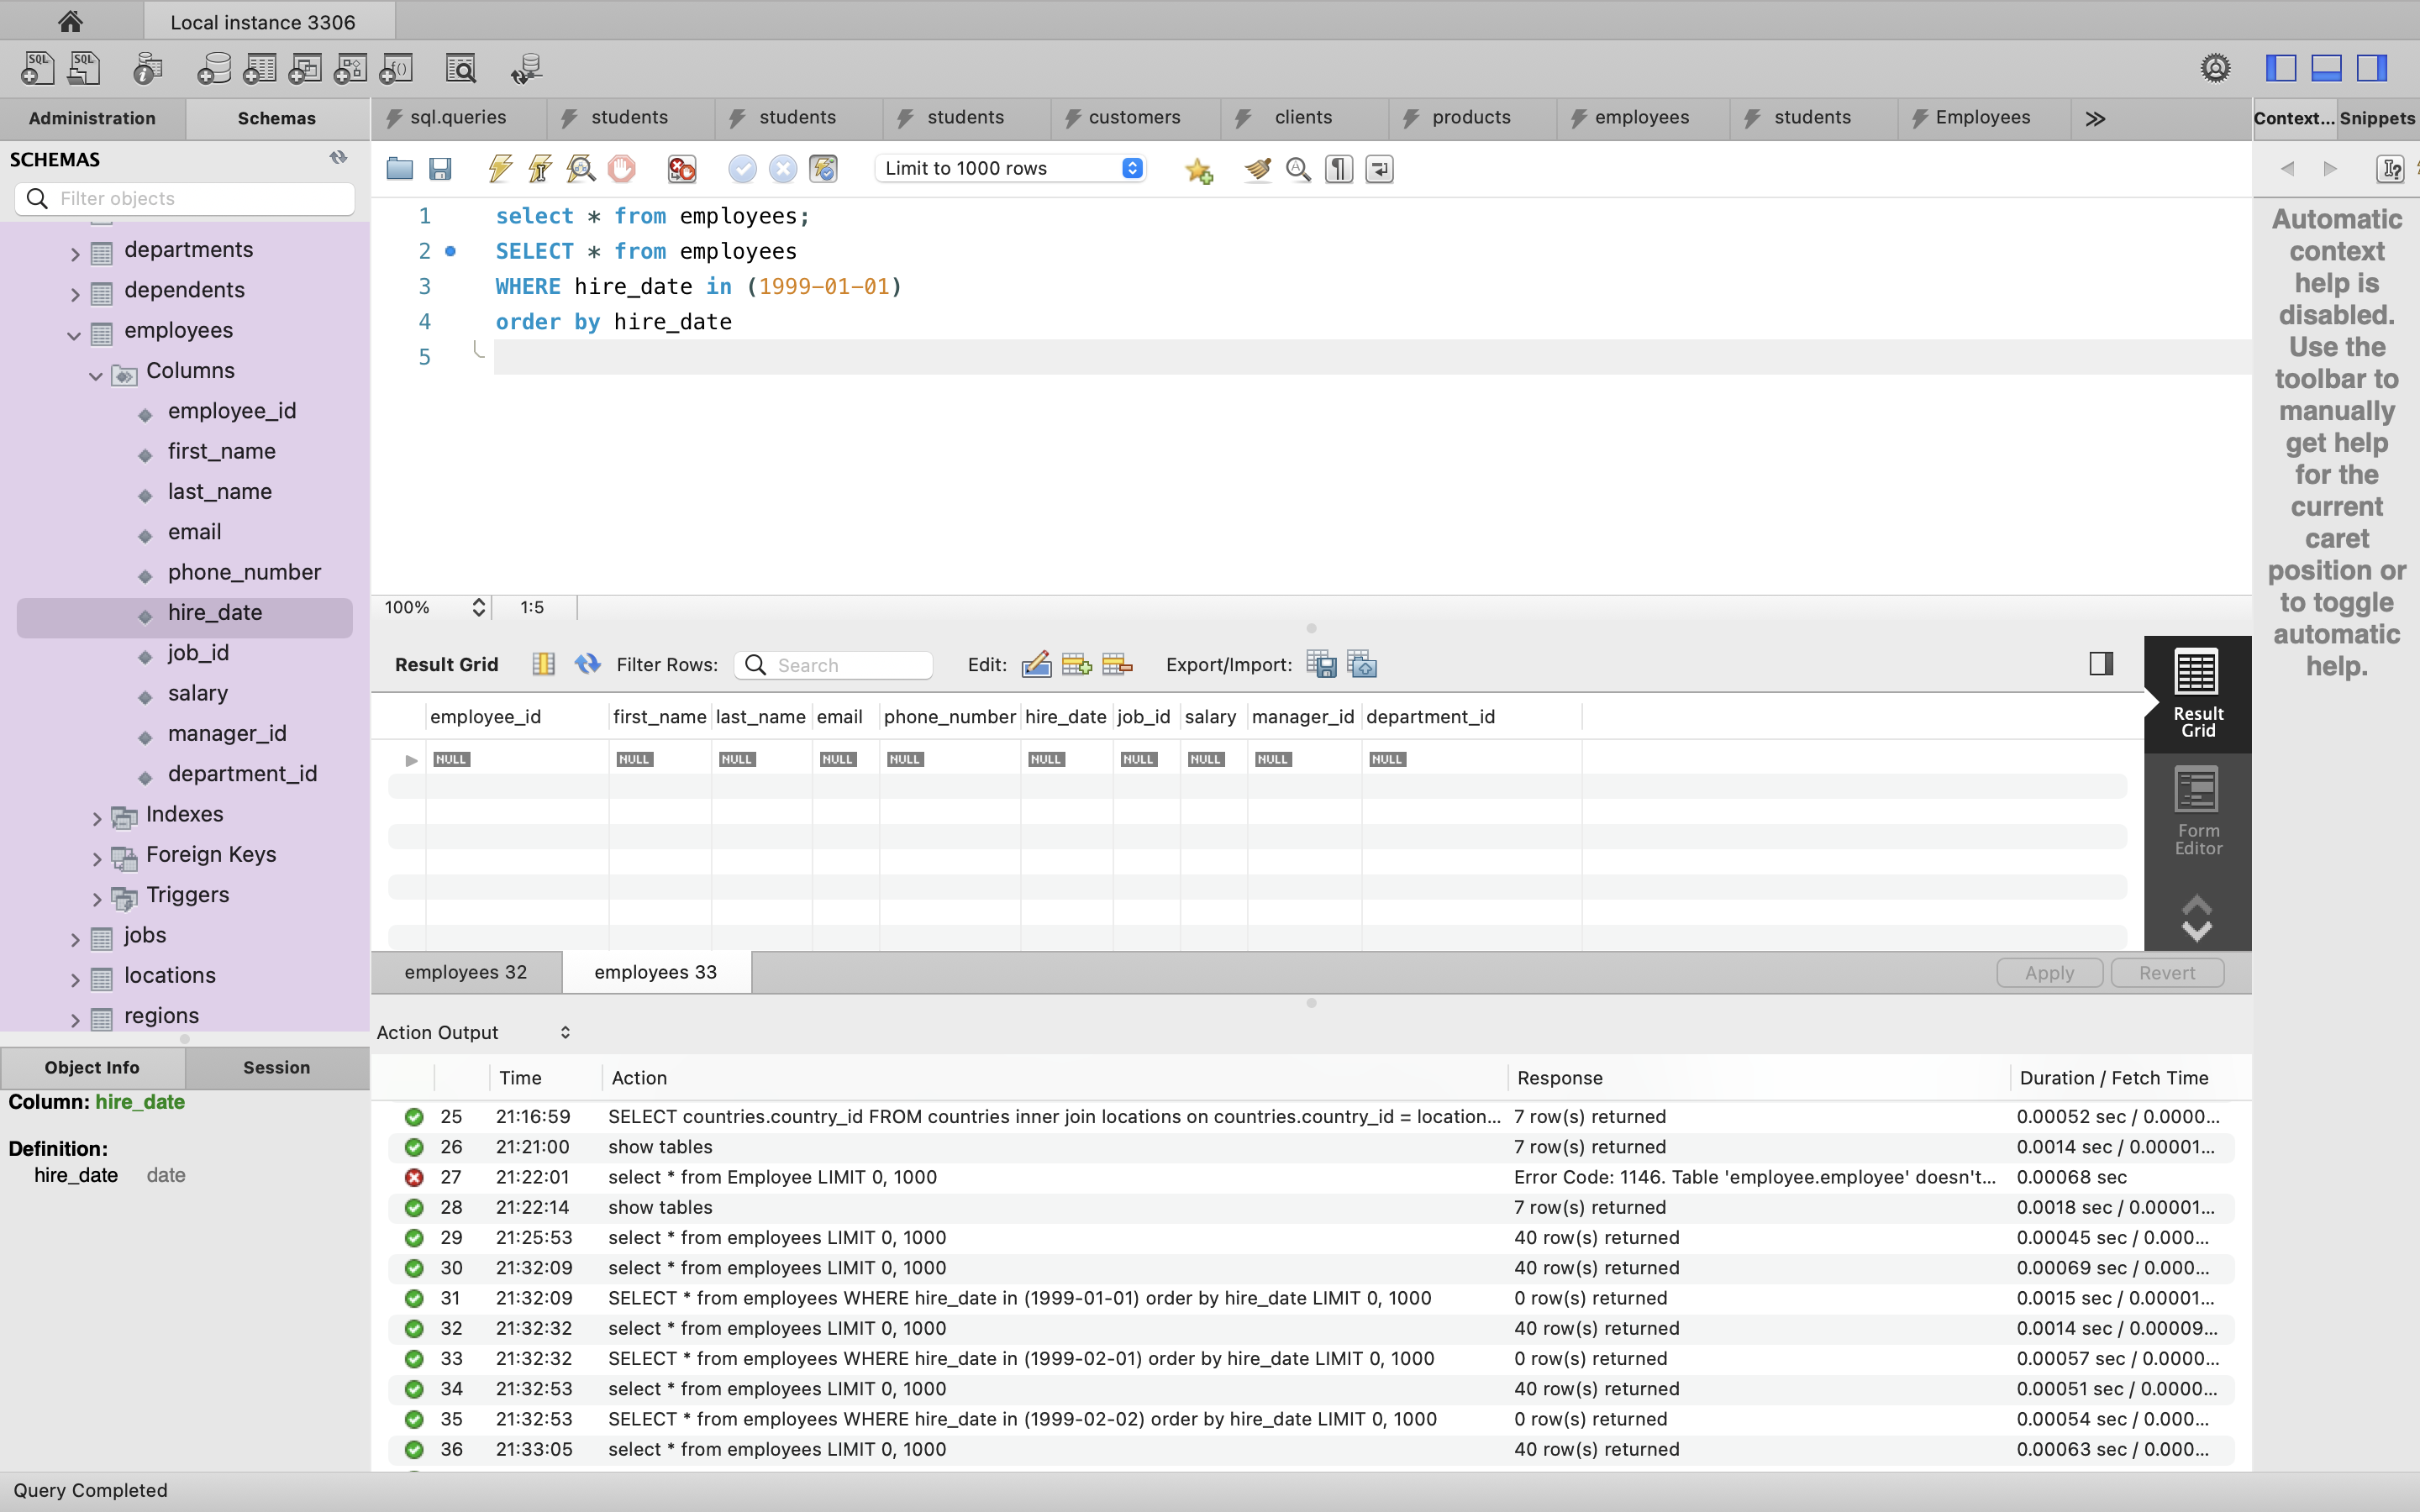 Local instance 3306
SQL SQL
Administration Schemas
sql.queries students students students customers clients products employees students Employees
Context... Snippets
SCHEMAS
Filter objects
departments
dependents
employees
Columns
employee_id
first_name
last_name
email
phone_number
hire_date
job_id
salary
manager_id
department_id
Indexes
Foreign Keys
Triggers
jobs
locations
regions
Object Info Session
Column: hire_date
Definition:
hire_date date
Limit to 1000 rows
1 select * from employees;
2 SELECT * from employees
3 WHERE hire_date in (1999-01-01)
4 order by hire_date
5
100% 1:5
Result Grid Filter Rows: Search Edit: Export/Import:
employee_id first_name last_name email phone_number hire_date job_id salary manager_id department_id
NULL NULL NULL NULL NULL NULL NULL NULL NULL NULL
Result
Grid
Form
Editor
employees 32 employees 33 Apply Revert
Action Output
Time Action Response Duration / Fetch Time
25 21:16:59 SELECT countries.country_id FROM countries inner join locations on countries.country_id = location... 7 row(s) returned 0.00052 sec / 0.0000...
26 21:21:00 show tables 7 row(s) returned 0.0014 sec / 0.00001...
27 21:22:01 select * from Employee LIMIT 0, 1000 Error Code: 1146. Table 'employee.employee' doesn't... 0.00068 sec
28 21:22:14 show tables 7 row(s) returned 0.0018 sec / 0.00001...
29 21:25:53 select * from employees LIMIT 0, 1000 40 row(s) returned 0.00045 sec / 0.000...
30 21:32:09 select * from employees LIMIT 0, 1000 40 row(s) returned 0.00069 sec / 0.000...
31 21:32:09 SELECT * from employees WHERE hire_date in (1999-01-01) order by hire_date LIMIT 0, 1000 0 row(s) returned 0.0015 sec / 0.00001...
32 21:32:32 select * from employees LIMIT 0, 1000 40 row(s) returned 0.0014 sec / 0.00009...
33 21:32:32 SELECT * from employees WHERE hire_date in (1999-02-01) order by hire_date LIMIT 0, 1000 0 row(s) returned 0.00057 sec / 0.0000...
34 21:32:53 select * from employees LIMIT 0, 1000 40 row(s) returned 0.00051 sec / 0.0000...
35 21:32:53 SELECT * from employees WHERE hire_date in (1999-02-02) order by hire_date LIMIT 0, 1000 0 row(s) returned 0.00054 sec / 0.000...
36 21:33:05 select * from employees LIMIT 0, 1000 40 row(s) returned 0.00063 sec / 0.000...
Automatic
context
help is
disabled.
Use the
toolbar to
manually
get help
for the
current
caret
position or
to toggle
automatic
help.
Query Completed